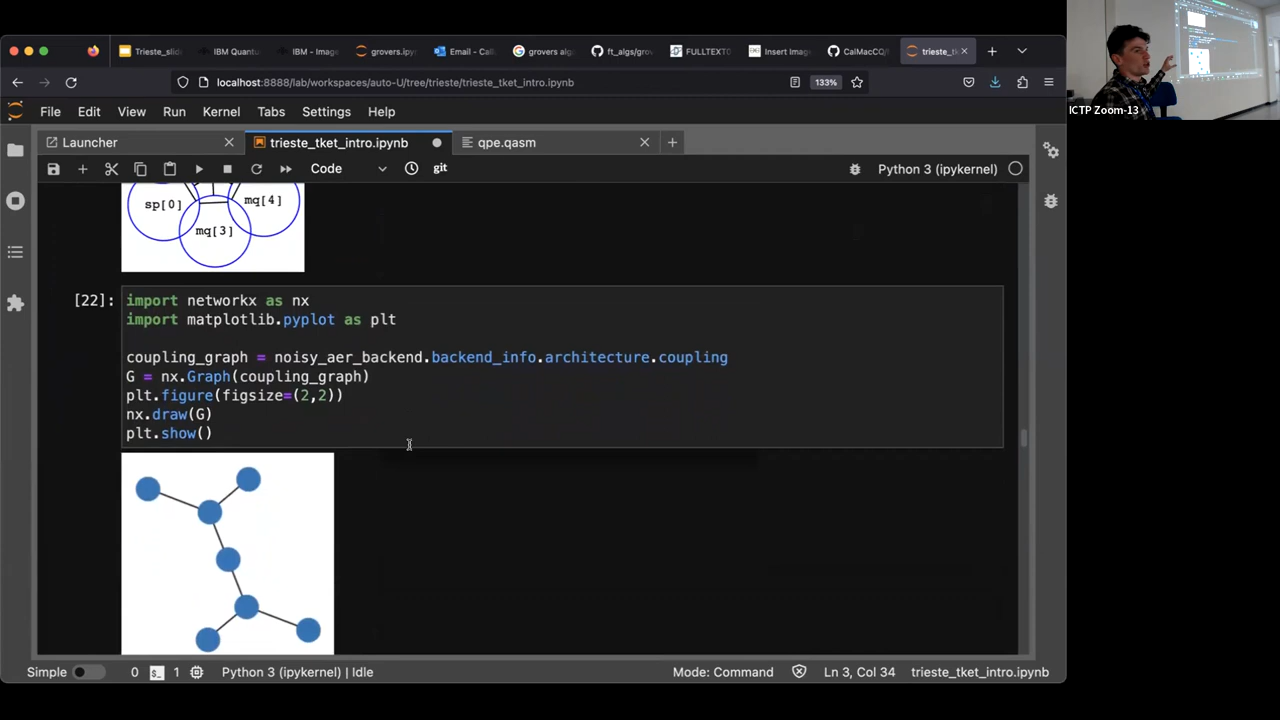 Trieste_slid
IBM Quantu
IBM - Image
grovers.ipy
Email - Cal
grovers alg
ft_algs/grov
FULLTEXT0
Insert Imag
CalMacCQ/
trieste_tk
localhost:8888/lab/workspaces/auto-U/tree/trieste/trieste_tket_intro.ipynb
133%
ICTP Zoom-13
File Edit View Run Kernel Tabs Settings Help
Launcher
trieste_tket_intro.ipynb
qpe.qasm
Code
git
Python 3 (ipykernel)
sp[0]
mq[4]
mq[3]
[22]:
import networkx as nx
import matplotlib.pyplot as plt
coupling_graph = noisy_aer_backend.backend_info.architecture.coupling
G = nx.Graph(coupling_graph)
plt.figure(figsize=(2,2))
nx.draw(G)
plt.show()
Simple
0
$_
1
Python 3 (ipykernel) | Idle
Mode: Command
Ln 3, Col 34
trieste_tket_intro.ipynb